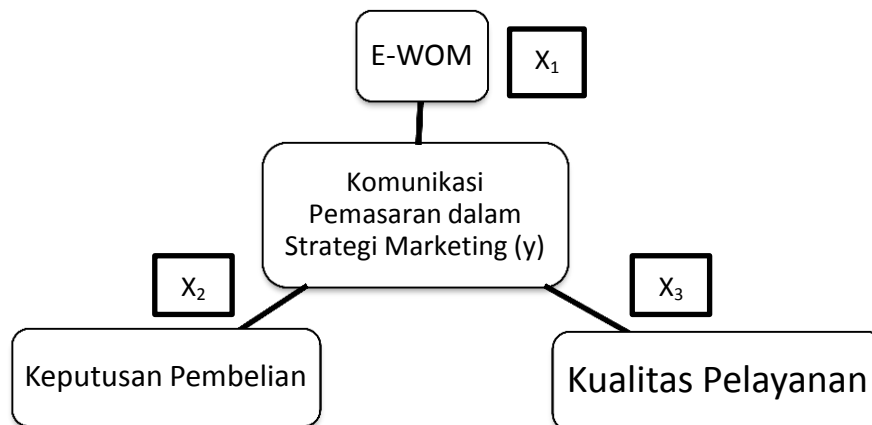 E-WOM
X₁
Komunikasi
Pemasaran dalam
Strategi Marketing (y)
X₂
X₃
Keputusan Pembelian
Kualitas Pelayanan